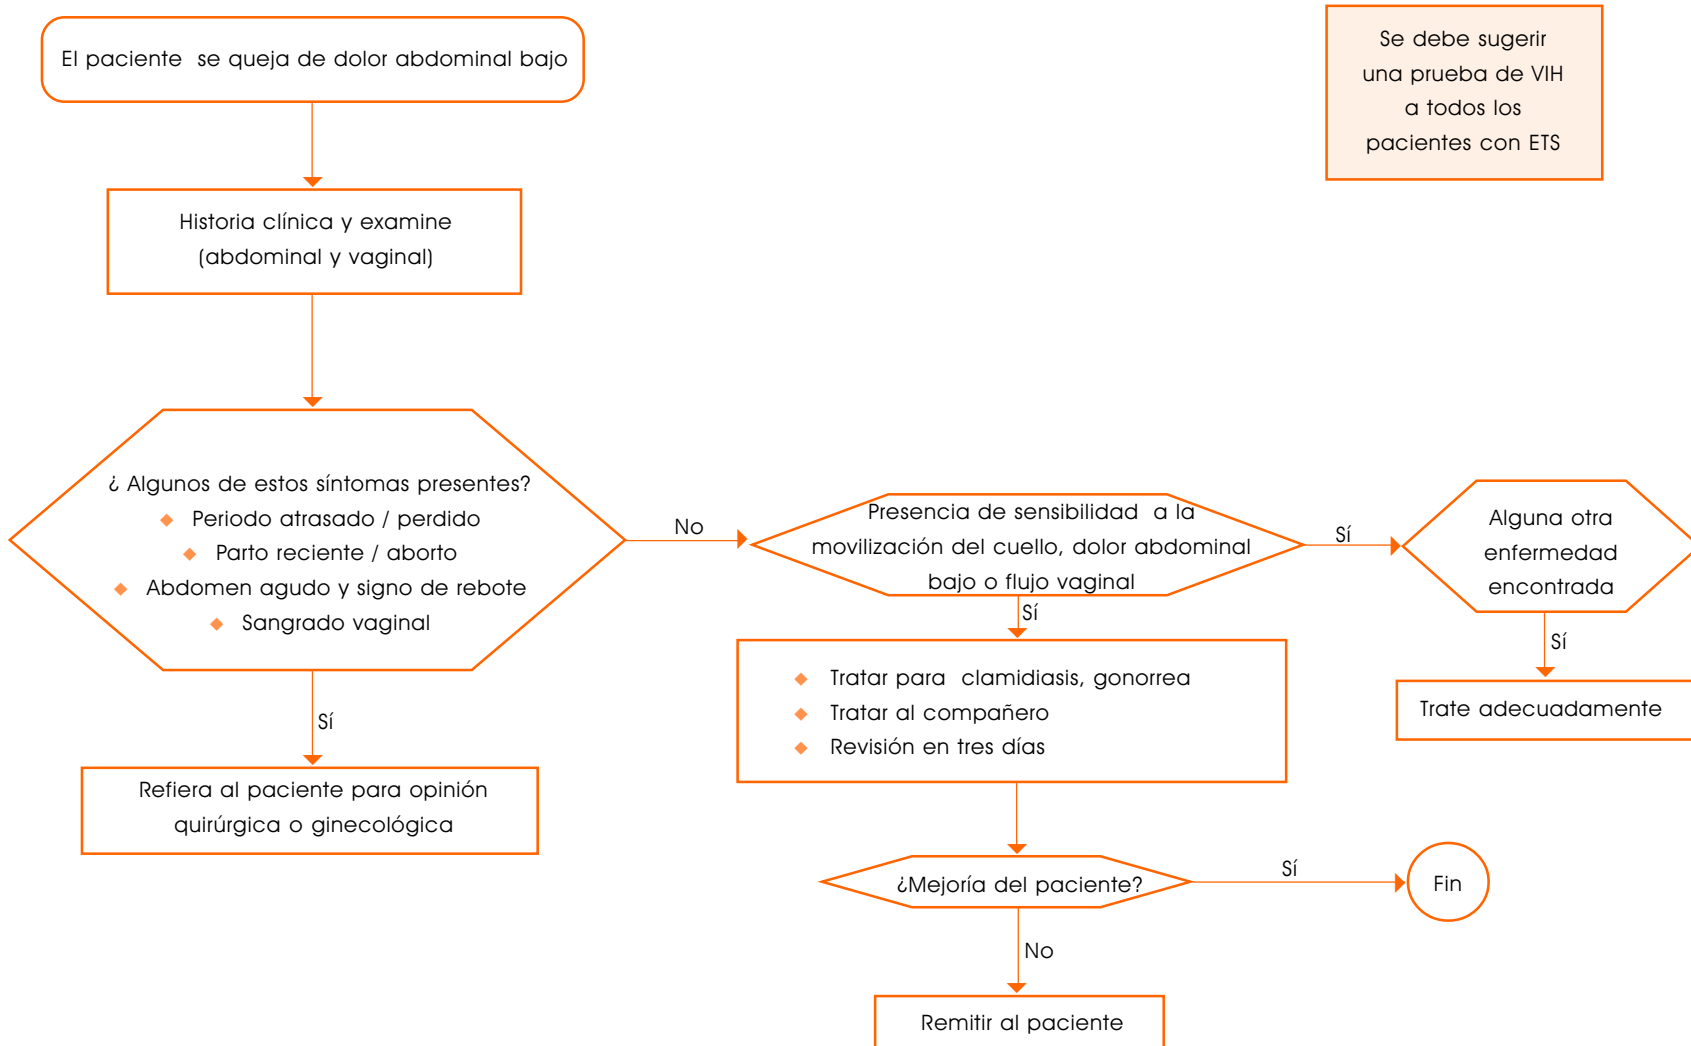 El paciente se queja de dolor abdominal bajo
Se debe sugerir
una prueba de VIH
a todos los
pacientes con ETS
Historia clínica y examine
(abdominal y vaginal)
¿ Algunos de estos síntomas presentes?
Periodo atrasado / perdido
Parto reciente / aborto
Abdomen agudo y signo de rebote
Sangrado vaginal
No
Presencia de sensibilidad a la
movilización del cuello, dolor abdominal
bajo o flujo vaginal
Sí
Alguna otra
enfermedad
encontrada
Sí
Trate adecuadamente
Sí
Tratar para clamidiasis, gonorrea
Tratar al compañero
Revisión en tres días
Sí
Refiera al paciente para opinión
quirúrgica o ginecológica
¿Mejoría del paciente?
Sí
Fin
No
Remitir al paciente